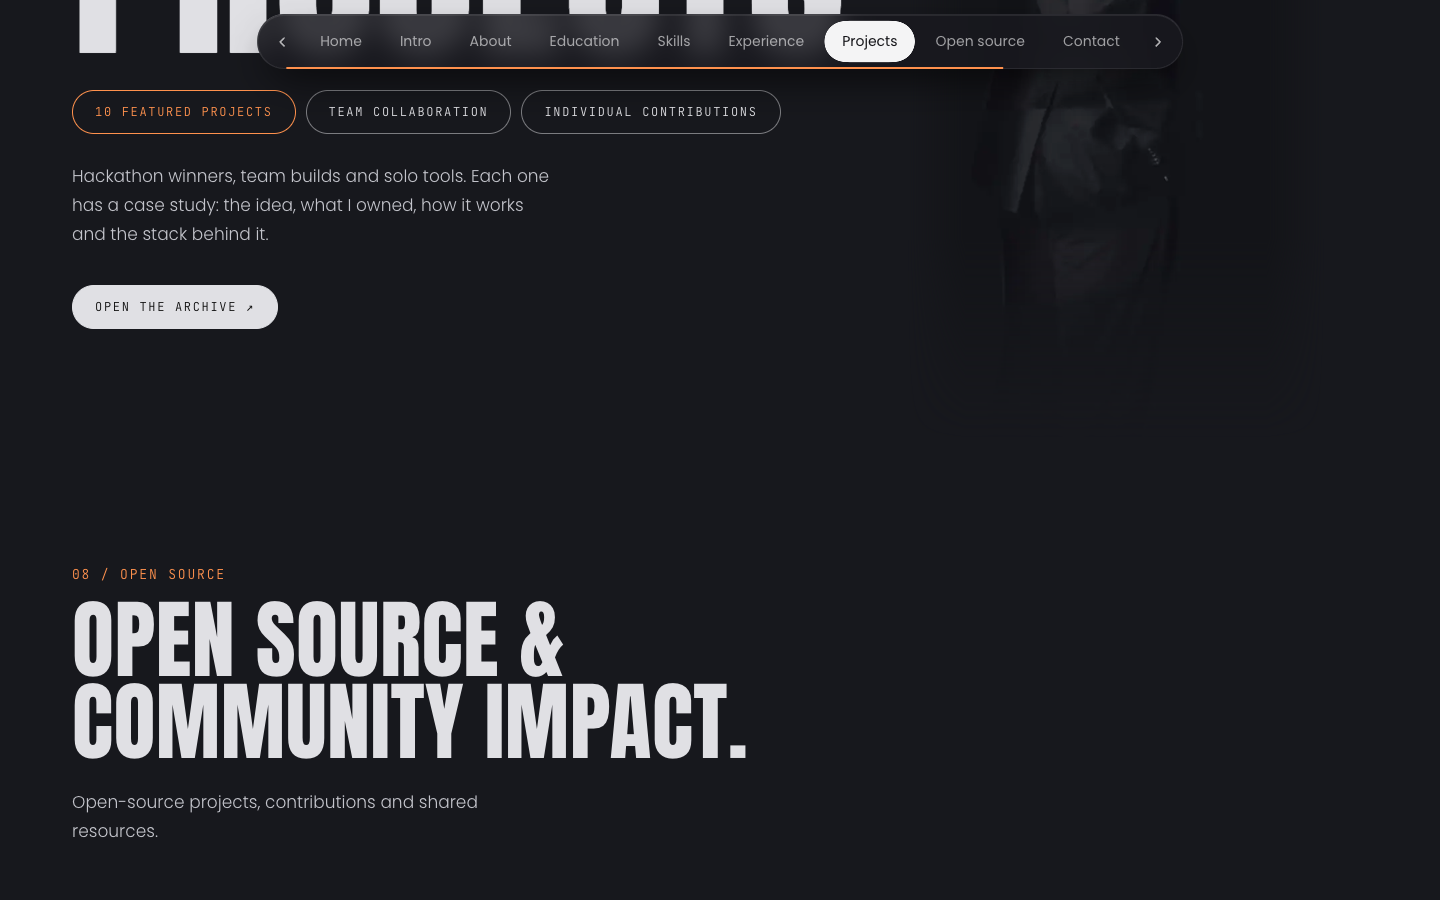 Home Intro About Education Skills Experience Projects Open source Contact
10 FEATURED PROJECTS TEAM COLLABORATION INDIVIDUAL CONTRIBUTIONS
Hackathon winners, team builds and solo tools. Each one
has a case study: the idea, what I owned, how it works
and the stack behind it.
OPEN THE ARCHIVE ↗
08 / OPEN SOURCE
OPEN SOURCE &
COMMUNITY IMPACT.
Open-source projects, contributions and shared
resources.